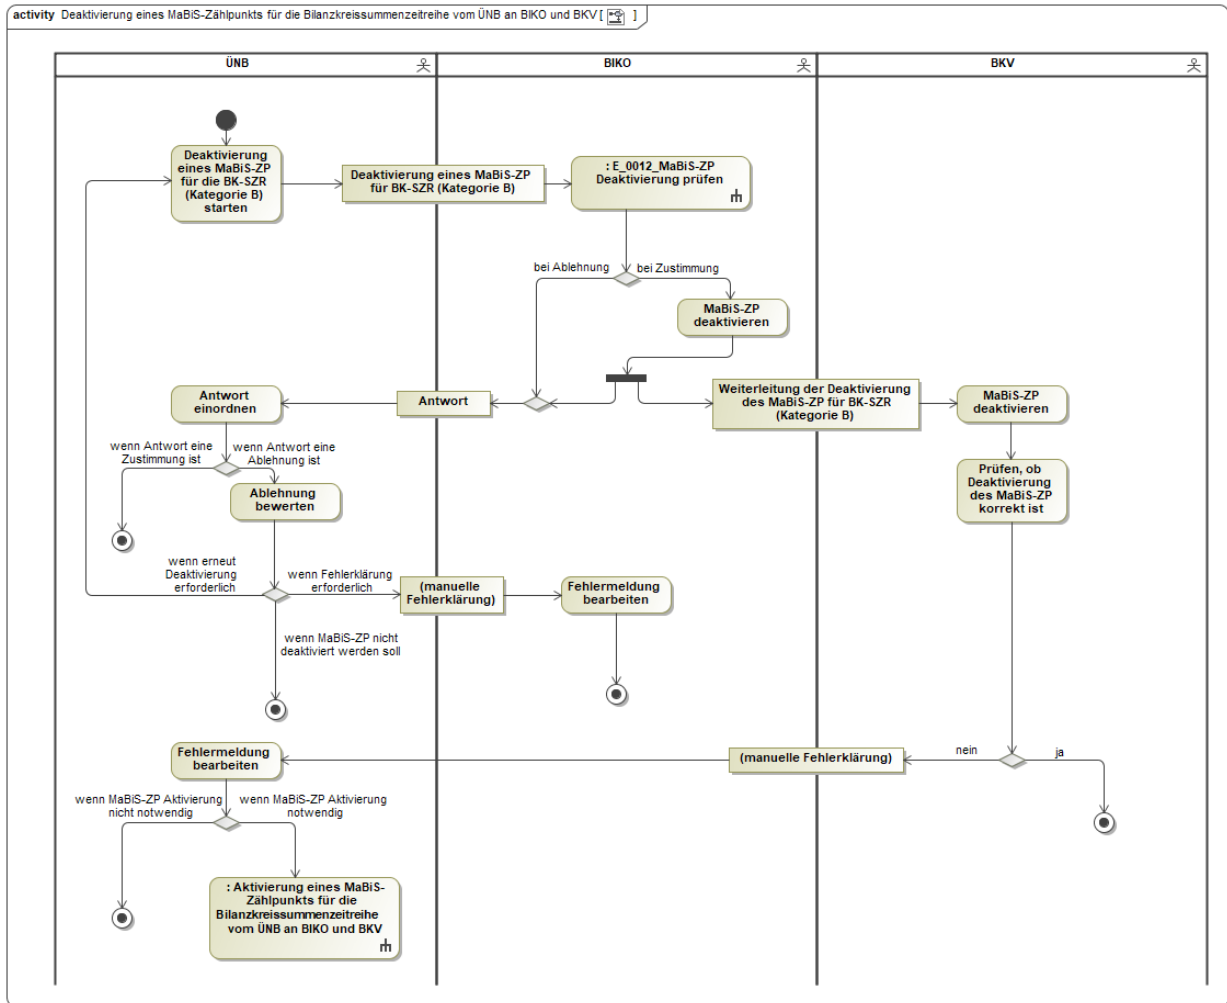 activity Deaktivierung eines MaBiS-Zählpunkts für die Bilanzkreissummenzeitreihe vom ÜNB an BIKO und BKV [ ]
ÜNB
BIKO
BKV
Deaktivierung
eines MaBiS-ZP
für die BK-SZR
(Kategorie B)
starten
Deaktivierung eines MaBiS-ZP
für BK-SZR (Kategorie B)
: E_0012_MaBiS-ZP
Deaktivierung prüfen
bei Ablehnung
bei Zustimmung
MaBiS-ZP
deaktivieren
Antwort
einordnen
Antwort
Weiterleitung der Deaktivierung
des MaBiS-ZP für BK-SZR
(Kategorie B)
MaBiS-ZP
deaktivieren
wenn Antwort eine
Zustimmung ist
wenn Antwort eine
Ablehnung ist
Prüfen, ob
Deaktivierung
des MaBiS-ZP
korrekt ist
Ablehnung
bewerten
wenn erneut
Deaktivierung
erforderlich
wenn Fehlerklärung
erforderlich
(manuelle
Fehlerklärung)
Fehlermeldung
bearbeiten
wenn MaBiS-ZP nicht
deaktiviert werden soll
Fehlermeldung
bearbeiten
(manuelle Fehlerklärung)
nein
ja
wenn MaBiS-ZP Aktivierung
nicht notwendig
wenn MaBiS-ZP Aktivierung
notwendig
: Aktivierung eines MaBiS-
Zählpunkts für die
Bilanzkreissummenzeitreihe
vom ÜNB an BIKO und BKV